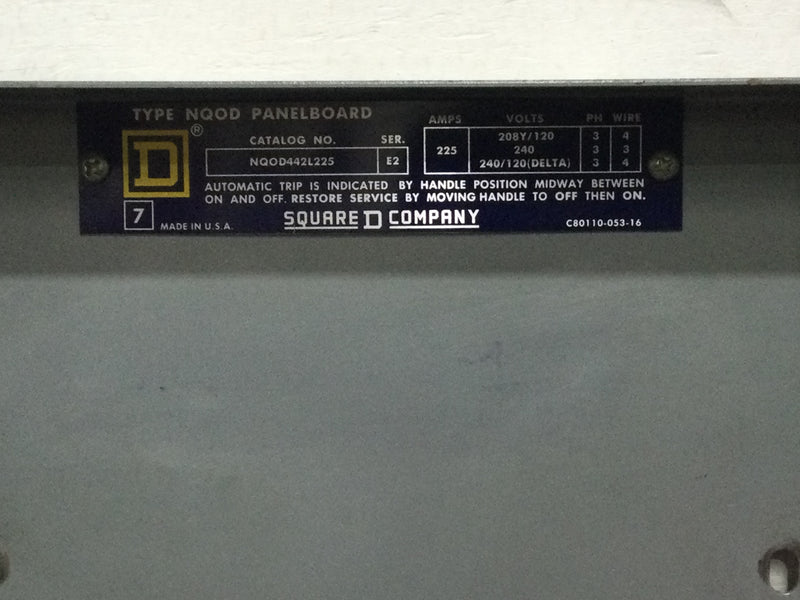 TYPE NQOD PANELBOARD
D ®
CATALOG NO. SER.
NQOD442L225 E2
AMPS VOLTS PH WIRE
225
208Y/120 3 4
240 3 3
240/120(DELTA) 3 4
AUTOMATIC TRIP IS INDICATED BY HANDLE POSITION MIDWAY BETWEEN
ON AND OFF. RESTORE SERVICE BY MOVING HANDLE TO OFF THEN ON.
7 MADE IN U.S.A. SQUARE D COMPANY C80110-053-16